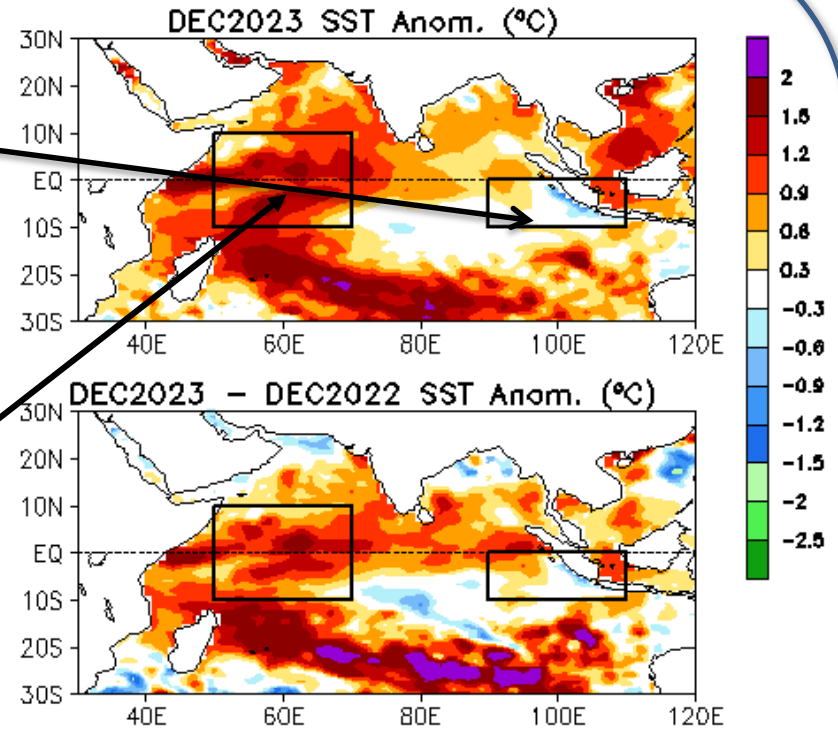 DEC2023 SST Anom. (ºC)
30N
20N
10N
EQ
10S
20S
30S
40E 60E 80E 100E 120E
2
1.5
1.2
0.9
0.6
0.3
-0.3
-0.6
-0.9
-1.2
-1.5
-2
-2.5
DEC2023 - DEC2022 SST Anom. (ºC)
30N
20N
10N
EQ
10S
20S
30S
40E 60E 80E 100E 120E